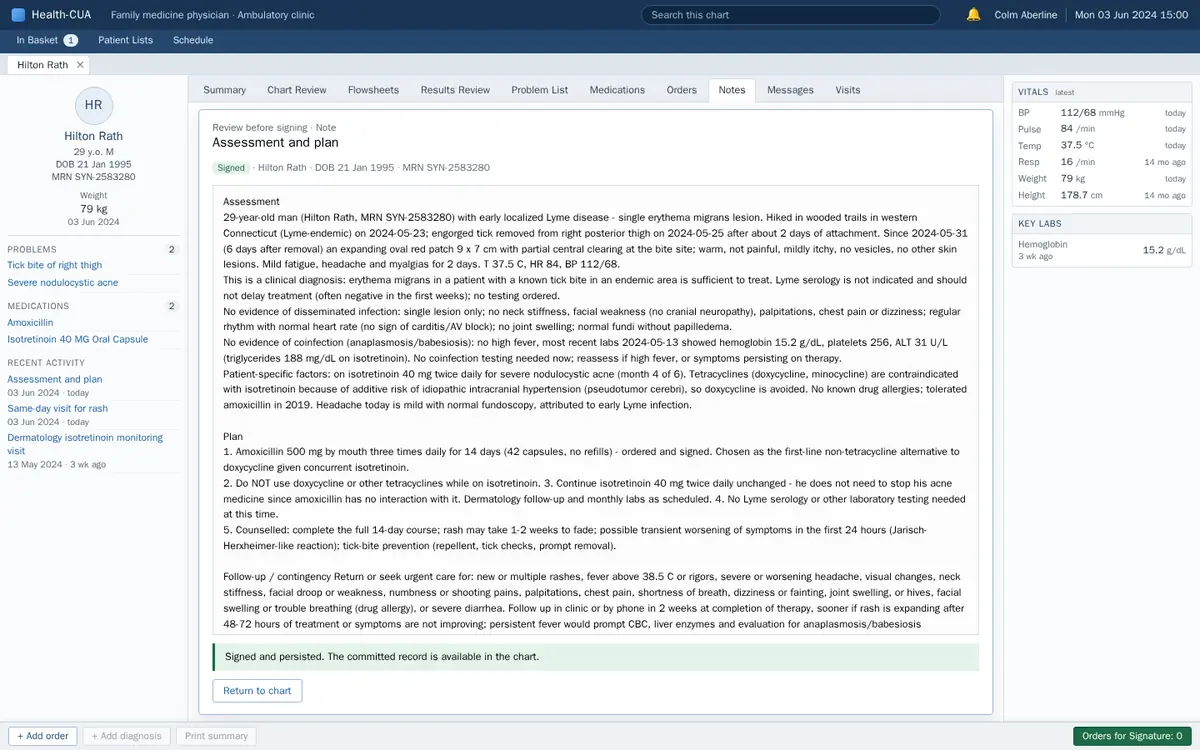 Health-CUA
Family medicine physician · Ambulatory clinic
Search this chart
Colm Aberline
Mon 03 Jun 2024 15:00
In Basket 1
Patient Lists
Schedule
Hilton Rath ✕
HR
Hilton Rath
29 y.o. M
DOB 21 Jan 1995
MRN SYN-2583280
Weight
79 kg
03 Jun 2024
PROBLEMS 2
Tick bite of right thigh
Severe nodulocystic acne
MEDICATIONS 2
Amoxicillin
Isotretinoin 40 MG Oral Capsule
RECENT ACTIVITY
Assessment and plan
03 Jun 2024 · today
Same-day visit for rash
03 Jun 2024 · today
Dermatology isotretinoin monitoring
visit
13 May 2024 · 3 wk ago
Summary
Chart Review
Flowsheets
Results Review
Problem List
Medications
Orders
Notes
Messages
Visits
Review before signing · Note
Assessment and plan
Signed · Hilton Rath · DOB 21 Jan 1995 · MRN SYN-2583280
Assessment
29-year-old man (Hilton Rath, MRN SYN-2583280) with early localized Lyme disease - single erythema migrans lesion. Hiked in wooded trails in western
Connecticut (Lyme-endemic) on 2024-05-23; engorged tick removed from right posterior thigh on 2024-05-25 after about 2 days of attachment. Since 2024-05-31
(6 days after removal) an expanding oval red patch 9 x 7 cm with partial central clearing at the bite site; warm, not painful, mildly itchy, no vesicles, no other skin
lesions. Mild fatigue, headache and myalgias for 2 days. T 37.5 C, HR 84, BP 112/68.
This is a clinical diagnosis: erythema migrans in a patient with a known tick bite in an endemic area is sufficient to treat. Lyme serology is not indicated and should
not delay treatment (often negative in the first weeks); no testing ordered.
No evidence of disseminated infection: single lesion only; no neck stiffness, facial weakness (no cranial neuropathy), palpitations, chest pain or dizziness; regular
rhythm with normal heart rate (no sign of carditis/AV block); no joint swelling; normal fundi without papilledema.
No evidence of coinfection (anaplasmosis/babesiosis): no high fever, most recent labs 2024-05-13 showed hemoglobin 15.2 g/dL, platelets 256, ALT 31 U/L
(triglycerides 188 mg/dL on isotretinoin). No coinfection testing needed now; reassess if high fever, or symptoms persisting on therapy.
Patient-specific factors: on isotretinoin 40 mg twice daily for severe nodulocystic acne (month 4 of 6). Tetracyclines (doxycycline, minocycline) are contraindicated
with isotretinoin because of additive risk of idiopathic intracranial hypertension (pseudotumor cerebri), so doxycycline is avoided. No known drug allergies; tolerated
amoxicillin in 2019. Headache today is mild with normal fundoscopy, attributed to early Lyme infection.
Plan
1. Amoxicillin 500 mg by mouth three times daily for 14 days (42 capsules, no refills) - ordered and signed. Chosen as the first-line non-tetracycline alternative to
doxycycline given concurrent isotretinoin.
2. Do NOT use doxycycline or other tetracyclines while on isotretinoin. 3. Continue isotretinoin 40 mg twice daily unchanged - he does not need to stop his acne
medicine since amoxicillin has no interaction with it. Dermatology follow-up and monthly labs as scheduled. 4. No Lyme serology or other laboratory testing needed
at this time.
5. Counselled: complete the full 14-day course; rash may take 1-2 weeks to fade; possible transient worsening of symptoms in the first 24 hours (Jarisch-
Herxheimer-like reaction); tick-bite prevention (repellent, tick checks, prompt removal).
Follow-up / contingency Return or seek urgent care for: new or multiple rashes, fever above 38.5 C or rigors, severe or worsening headache, visual changes, neck
stiffness, facial droop or weakness, numbness or shooting pains, palpitations, chest pain, shortness of breath, dizziness or fainting, joint swelling, or hives, facial
swelling or trouble breathing (drug allergy), or severe diarrhea. Follow up in clinic or by phone in 2 weeks at completion of therapy, sooner if rash is expanding after
48-72 hours of treatment or symptoms are not improving; persistent fever would prompt CBC, liver enzymes and evaluation for anaplasmosis/babesiosis
Signed and persisted. The committed record is available in the chart.
Return to chart
VITALS latest
BP 112/68 mmHg today
Pulse 84 /min today
Temp 37.5 °C today
Resp 16 /min 14 mo ago
Weight 79 kg today
Height 178.7 cm 14 mo ago
KEY LABS
Hemoglobin
3 wk ago
15.2 g/dL
+ Add order
+ Add diagnosis
Print summary
Orders for Signature: 0